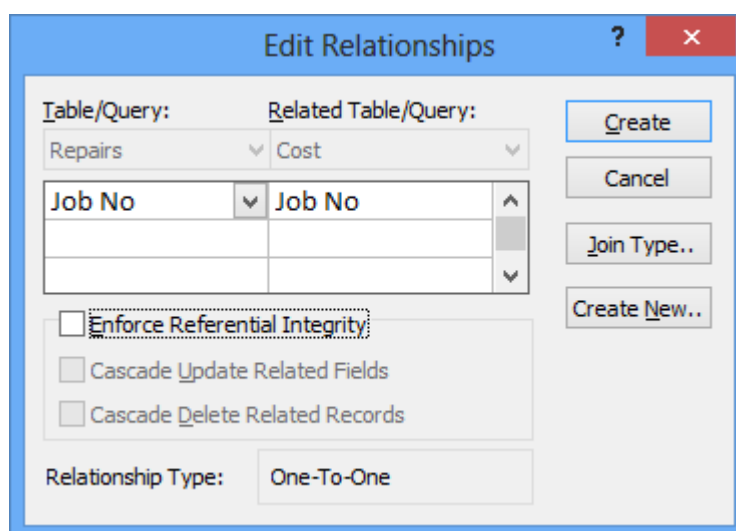 Edit Relationships
?
×
Table/Query:
Related Table/Query:
Repairs
Cost
Job No
Job No
Enforce Referential Integrity
Cascade Update Related Fields
Cascade Delete Related Records
Relationship Type:
One-To-One
Create
Cancel
Join Type..
Create New..